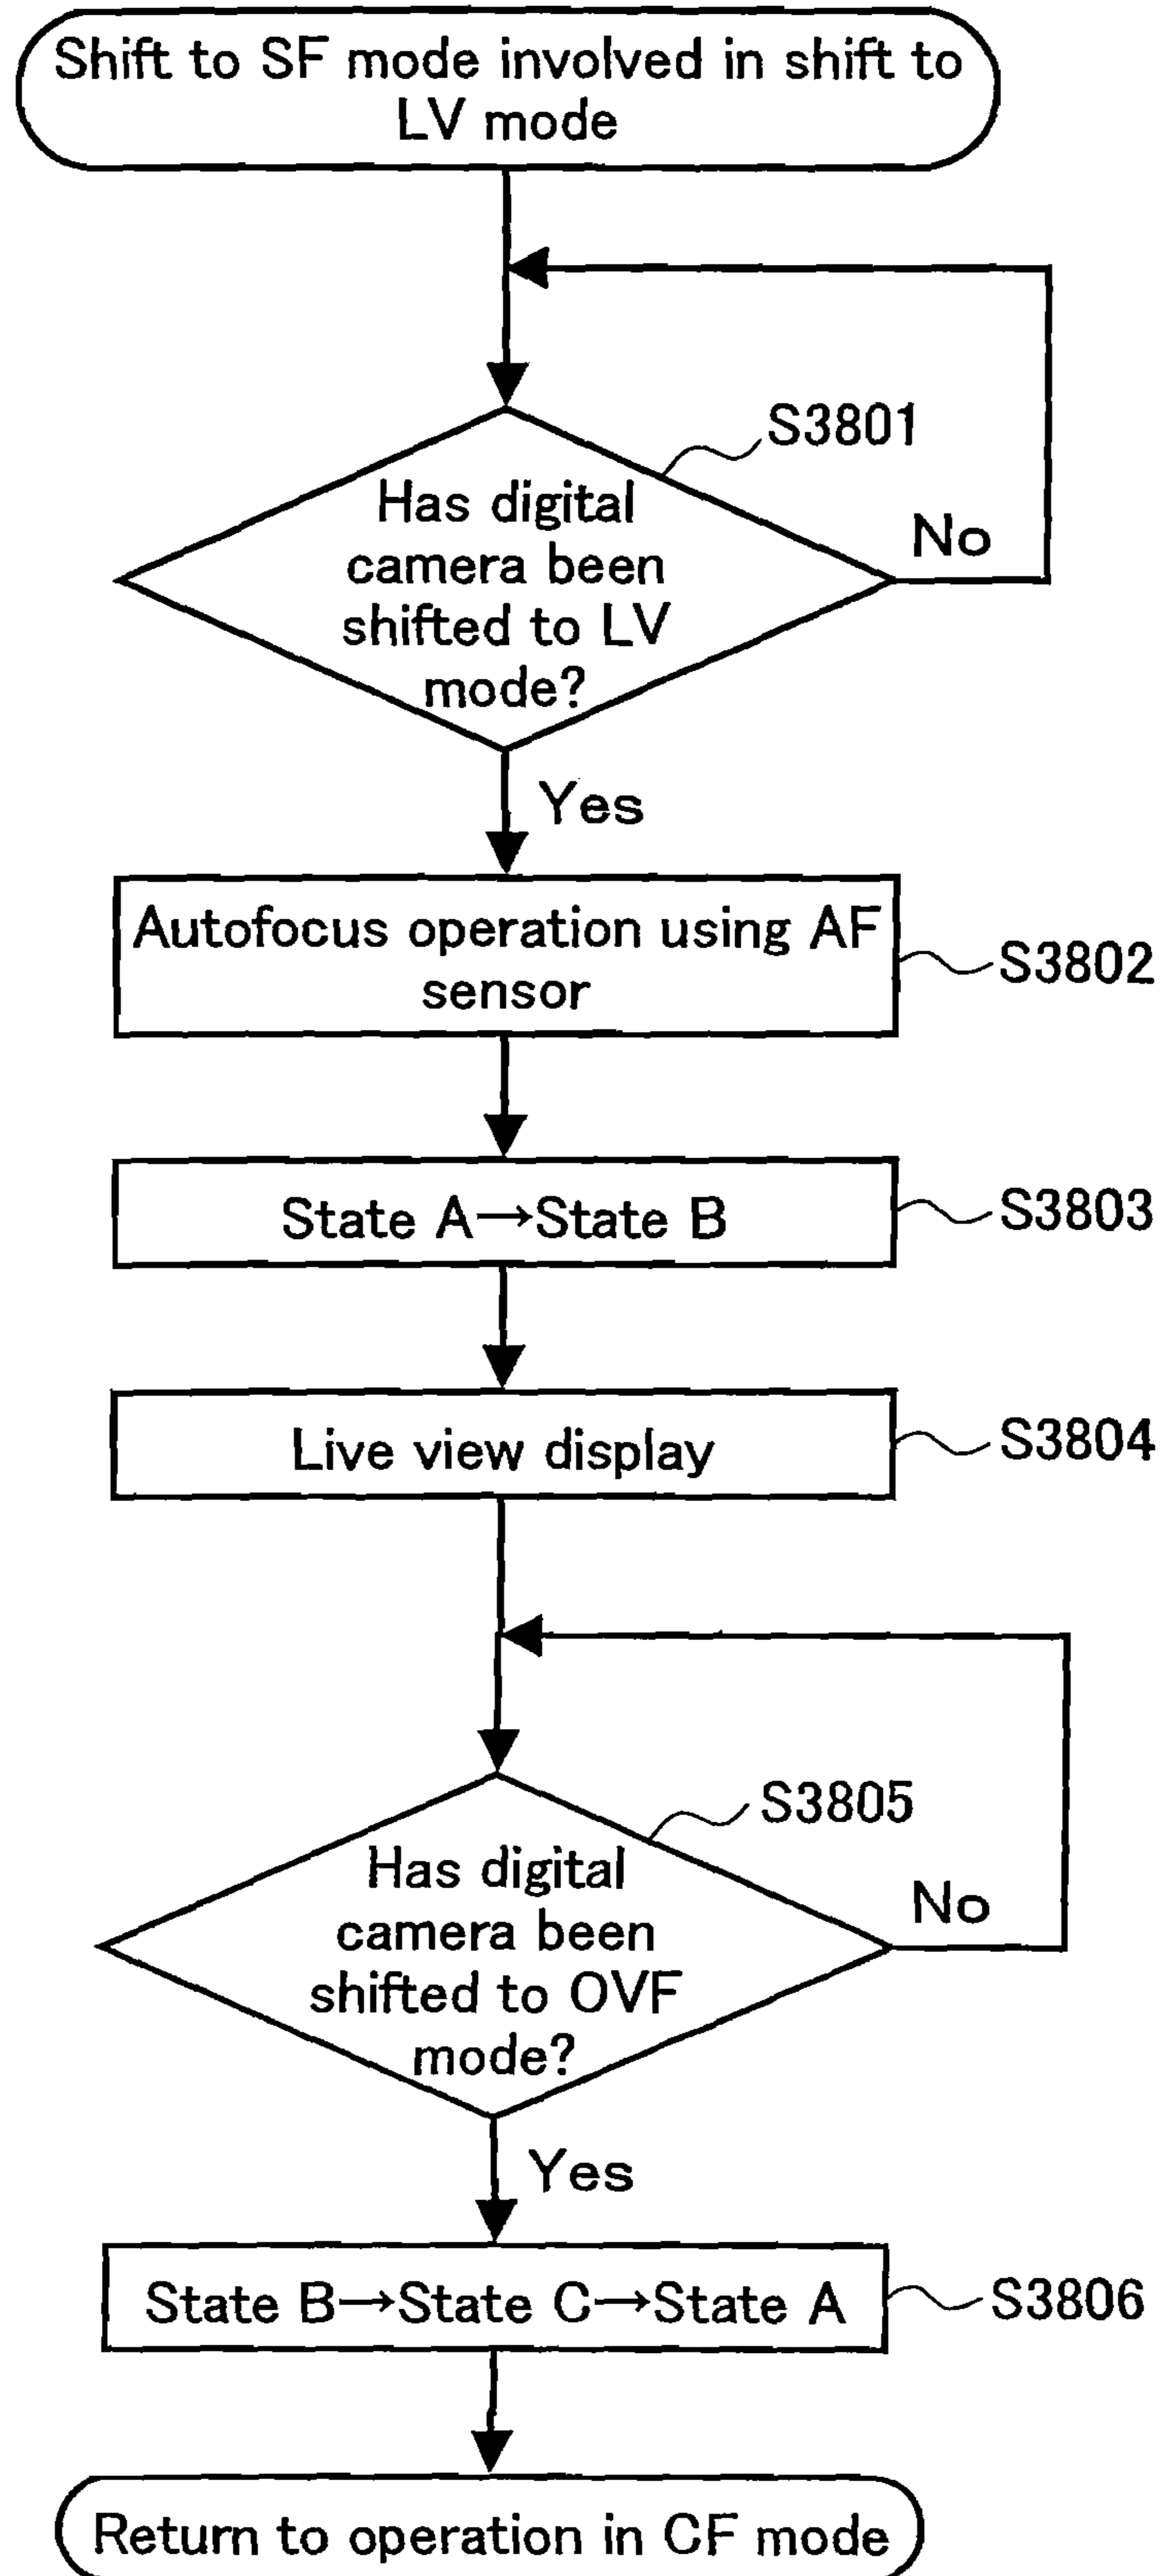 Shift to SF mode involved in shift to
LV mode
S3801
Has digital
camera been
shifted to LV
mode?
No
Yes
Autofocus operation using AF
sensor
S3802
State A→State B
S3803
Live view display
S3804
S3805
Has digital
camera been
shifted to OVF
mode?
No
Yes
State B→State C→State A
S3806
Return to operation in CF mode